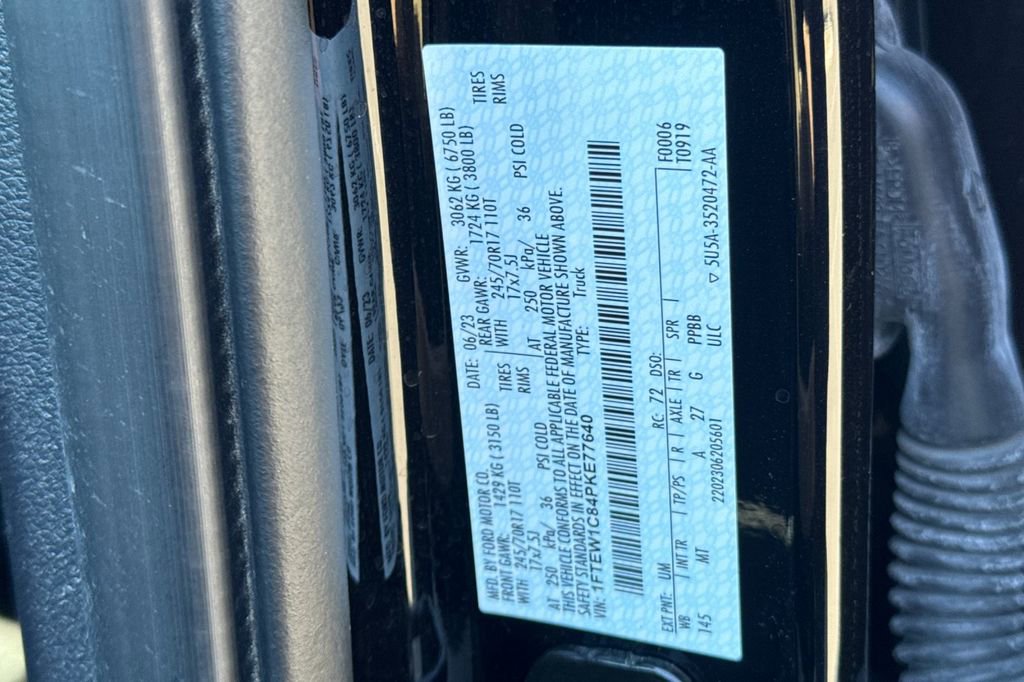 MFD. BY FORD MOTOR CO.
DATE: 06/23
GVWR: 3062 KG ( 6750 LB)
FRONT GAWR: 1429 KG ( 3150 LB)
REAR GAWR: 1724 KG ( 3800 LB)
WITH 245/70R17 110T TIRES
WITH 245/70R17 110T TIRES
17x7.5J RIMS
17x7.5J RIMS
AT 250 kPa/ 36 PSI COLD
AT 250 kPa/ 36 PSI COLD
THIS VEHICLE CONFORMS TO ALL APPLICABLE FEDERAL MOTOR VEHICLE
SAFETY STANDARDS IN EFFECT ON THE DATE OF MANUFACTURE SHOWN ABOVE.
VIN: 1FTEW1C84PKE77640
TYPE: Truck
EXT PNT: UM RC: 72 DSO: F0006
WB | INT TR | TP/PS | R | AXLE | TR | SPR | T0919
145 MT A 27 G PPBB
ULC
2202306205601
▽ 5U5A-3520472-AA